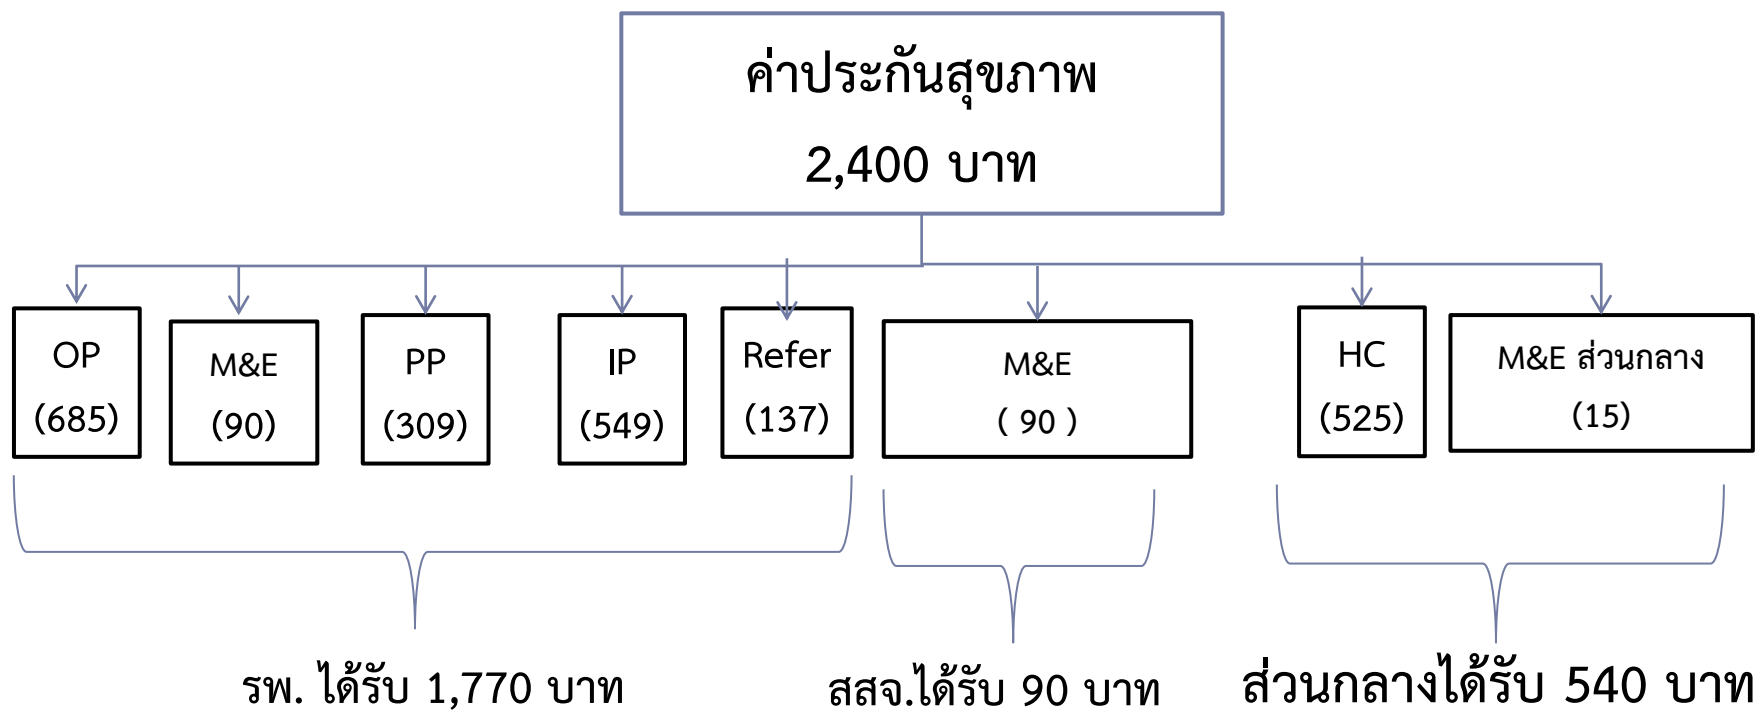 ค่าประกันสุขภาพ
2,400 บาท
OP
(685)
M&E
(90)
PP
(309)
IP
(549)
Refer
(137)
M&E
( 90 )
HC
(525)
M&E ส่วนกลาง
(15)
รพ. ได้รับ 1,770 บาท
สสจ.ได้รับ 90 บาท
ส่วนกลางได้รับ 540 บาท